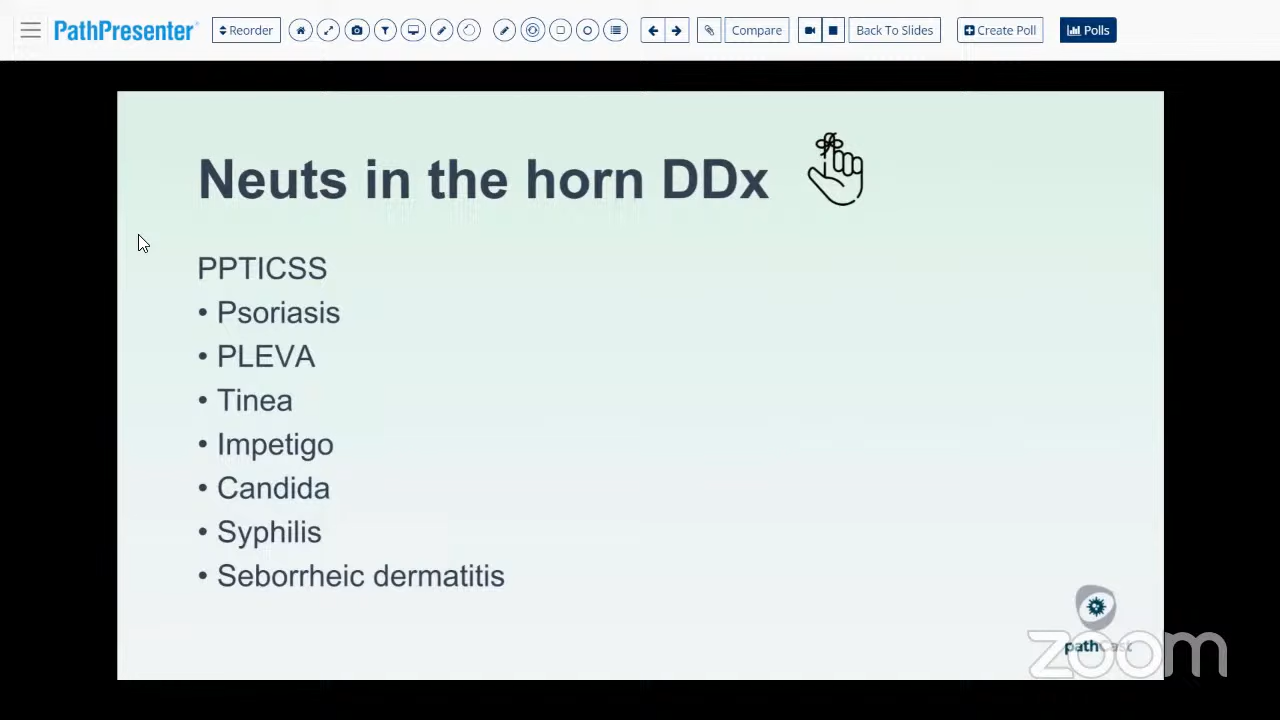 PathPresenter
Reorder
Compare
Back To Slides
Create Poll
Polls
Neuts in the horn DDx
PPTICSS
• Psoriasis
• PLEVA
• Tinea
• Impetigo
• Candida
• Syphilis
• Seborrheic dermatitis
pathCast
zoom